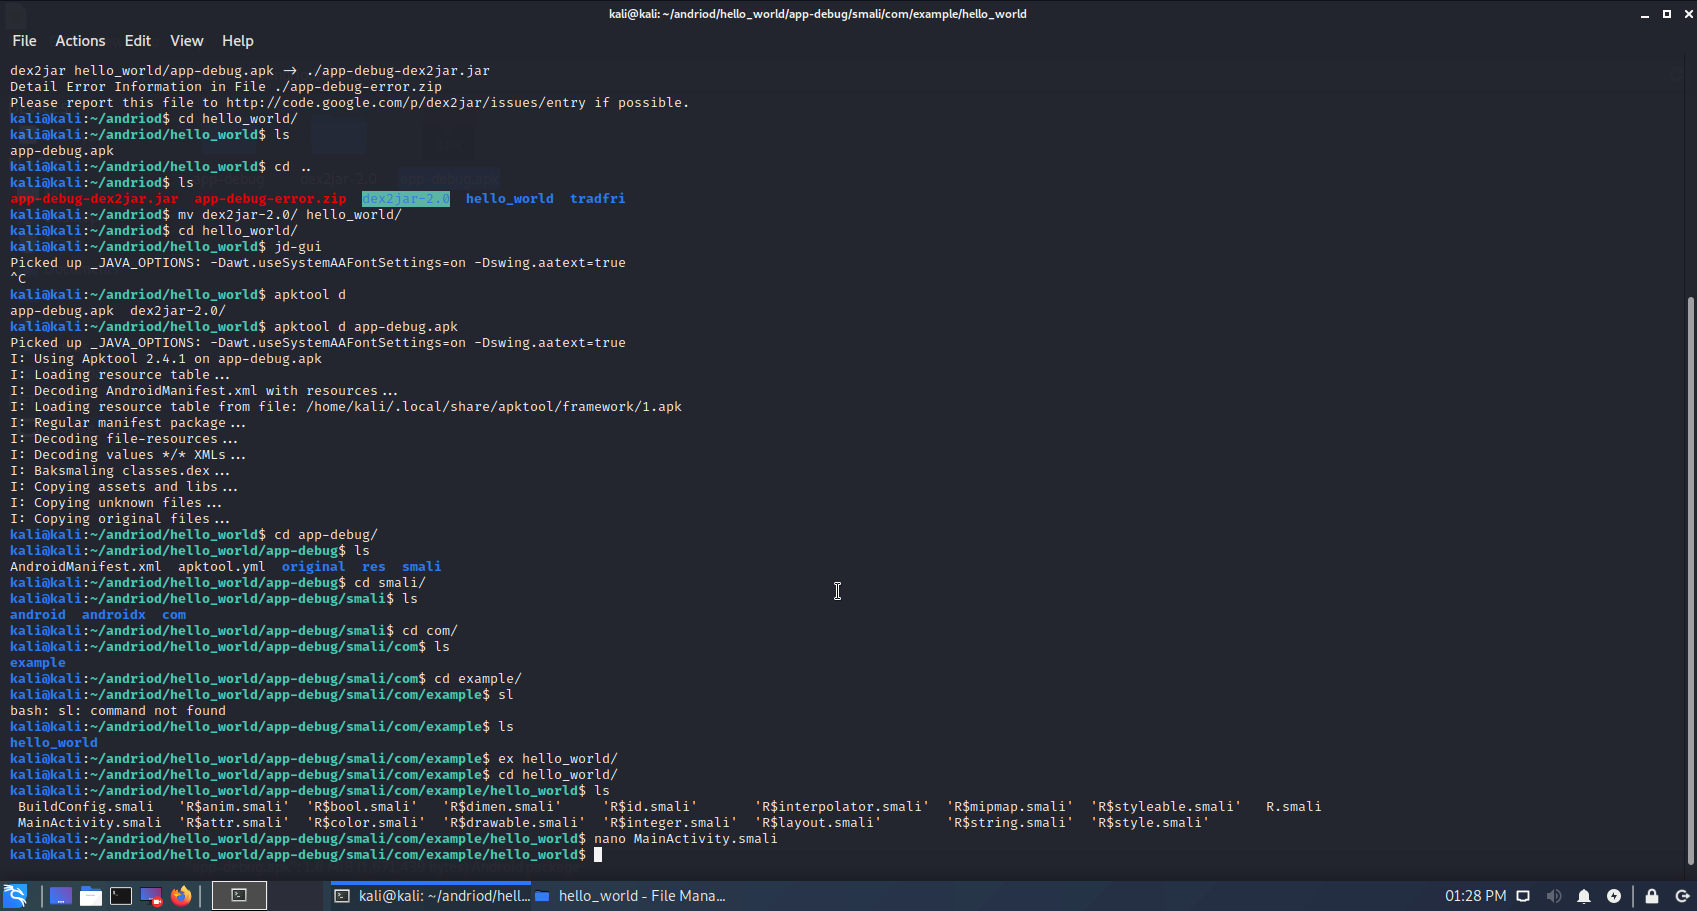 kali@kali: ~/andriod/hello_world/app-debug/smali/com/example/hello_world
File Actions Edit View Help
dex2jar hello_world/app-debug.apk → ./app-debug-dex2jar.jar
Detail Error Information in File ./app-debug-error.zip
Please report this file to http://code.google.com/p/dex2jar/issues/entry if possible.
kali@kali:~/andriod$ cd hello_world/
kali@kali:~/andriod/hello_world$ ls
app-debug.apk
kali@kali:~/andriod/hello_world$ cd ..
kali@kali:~/andriod$ ls
app-debug-dex2jar.jar app-debug-error.zip dex2jar-2.0 hello_world tradfri
kali@kali:~/andriod$ mv dex2jar-2.0/ hello_world/
kali@kali:~/andriod$ cd hello_world/
kali@kali:~/andriod/hello_world$ jd-gui
Picked up _JAVA_OPTIONS: -Dawt.useSystemAAFontSettings=on -Dswing.aatext=true
^C
kali@kali:~/andriod/hello_world$ apktool d
app-debug.apk dex2jar-2.0/
kali@kali:~/andriod/hello_world$ apktool d app-debug.apk
Picked up _JAVA_OPTIONS: -Dawt.useSystemAAFontSettings=on -Dswing.aatext=true
I: Using Apktool 2.4.1 on app-debug.apk
I: Loading resource table...
I: Decoding AndroidManifest.xml with resources...
I: Loading resource table from file: /home/kali/.local/share/apktool/framework/1.apk
I: Regular manifest package...
I: Decoding file-resources...
I: Decoding values */* XMLs...
I: Baksmaling classes.dex...
I: Copying assets and libs...
I: Copying unknown files...
I: Copying original files...
kali@kali:~/andriod/hello_world$ cd app-debug/
kali@kali:~/andriod/hello_world/app-debug$ ls
AndroidManifest.xml apktool.yml original res smali
kali@kali:~/andriod/hello_world/app-debug$ cd smali/
kali@kali:~/andriod/hello_world/app-debug/smali$ ls
android androidx com
kali@kali:~/andriod/hello_world/app-debug/smali$ cd com/
kali@kali:~/andriod/hello_world/app-debug/smali/com$ ls
example
kali@kali:~/andriod/hello_world/app-debug/smali/com$ cd example/
kali@kali:~/andriod/hello_world/app-debug/smali/com/example$ sl
bash: sl: command not found
kali@kali:~/andriod/hello_world/app-debug/smali/com/example$ ls
hello_world
kali@kali:~/andriod/hello_world/app-debug/smali/com/example$ ex hello_world/
kali@kali:~/andriod/hello_world/app-debug/smali/com/example$ cd hello_world/
kali@kali:~/andriod/hello_world/app-debug/smali/com/example/hello_world$ ls
BuildConfig.smali 'R$anim.smali' 'R$bool.smali' 'R$dimen.smali' 'R$id.smali' 'R$interpolator.smali' 'R$mipmap.smali' 'R$styleable.smali' R.smali
MainActivity.smali 'R$attr.smali' 'R$color.smali' 'R$drawable.smali' 'R$integer.smali' 'R$layout.smali' 'R$string.smali' 'R$style.smali'
kali@kali:~/andriod/hello_world/app-debug/smali/com/example/hello_world$ nano MainActivity.smali
kali@kali:~/andriod/hello_world/app-debug/smali/com/example/hello_world$
kali@kali: ~/andriod/hell... hello_world - File Mana... 01:28 PM